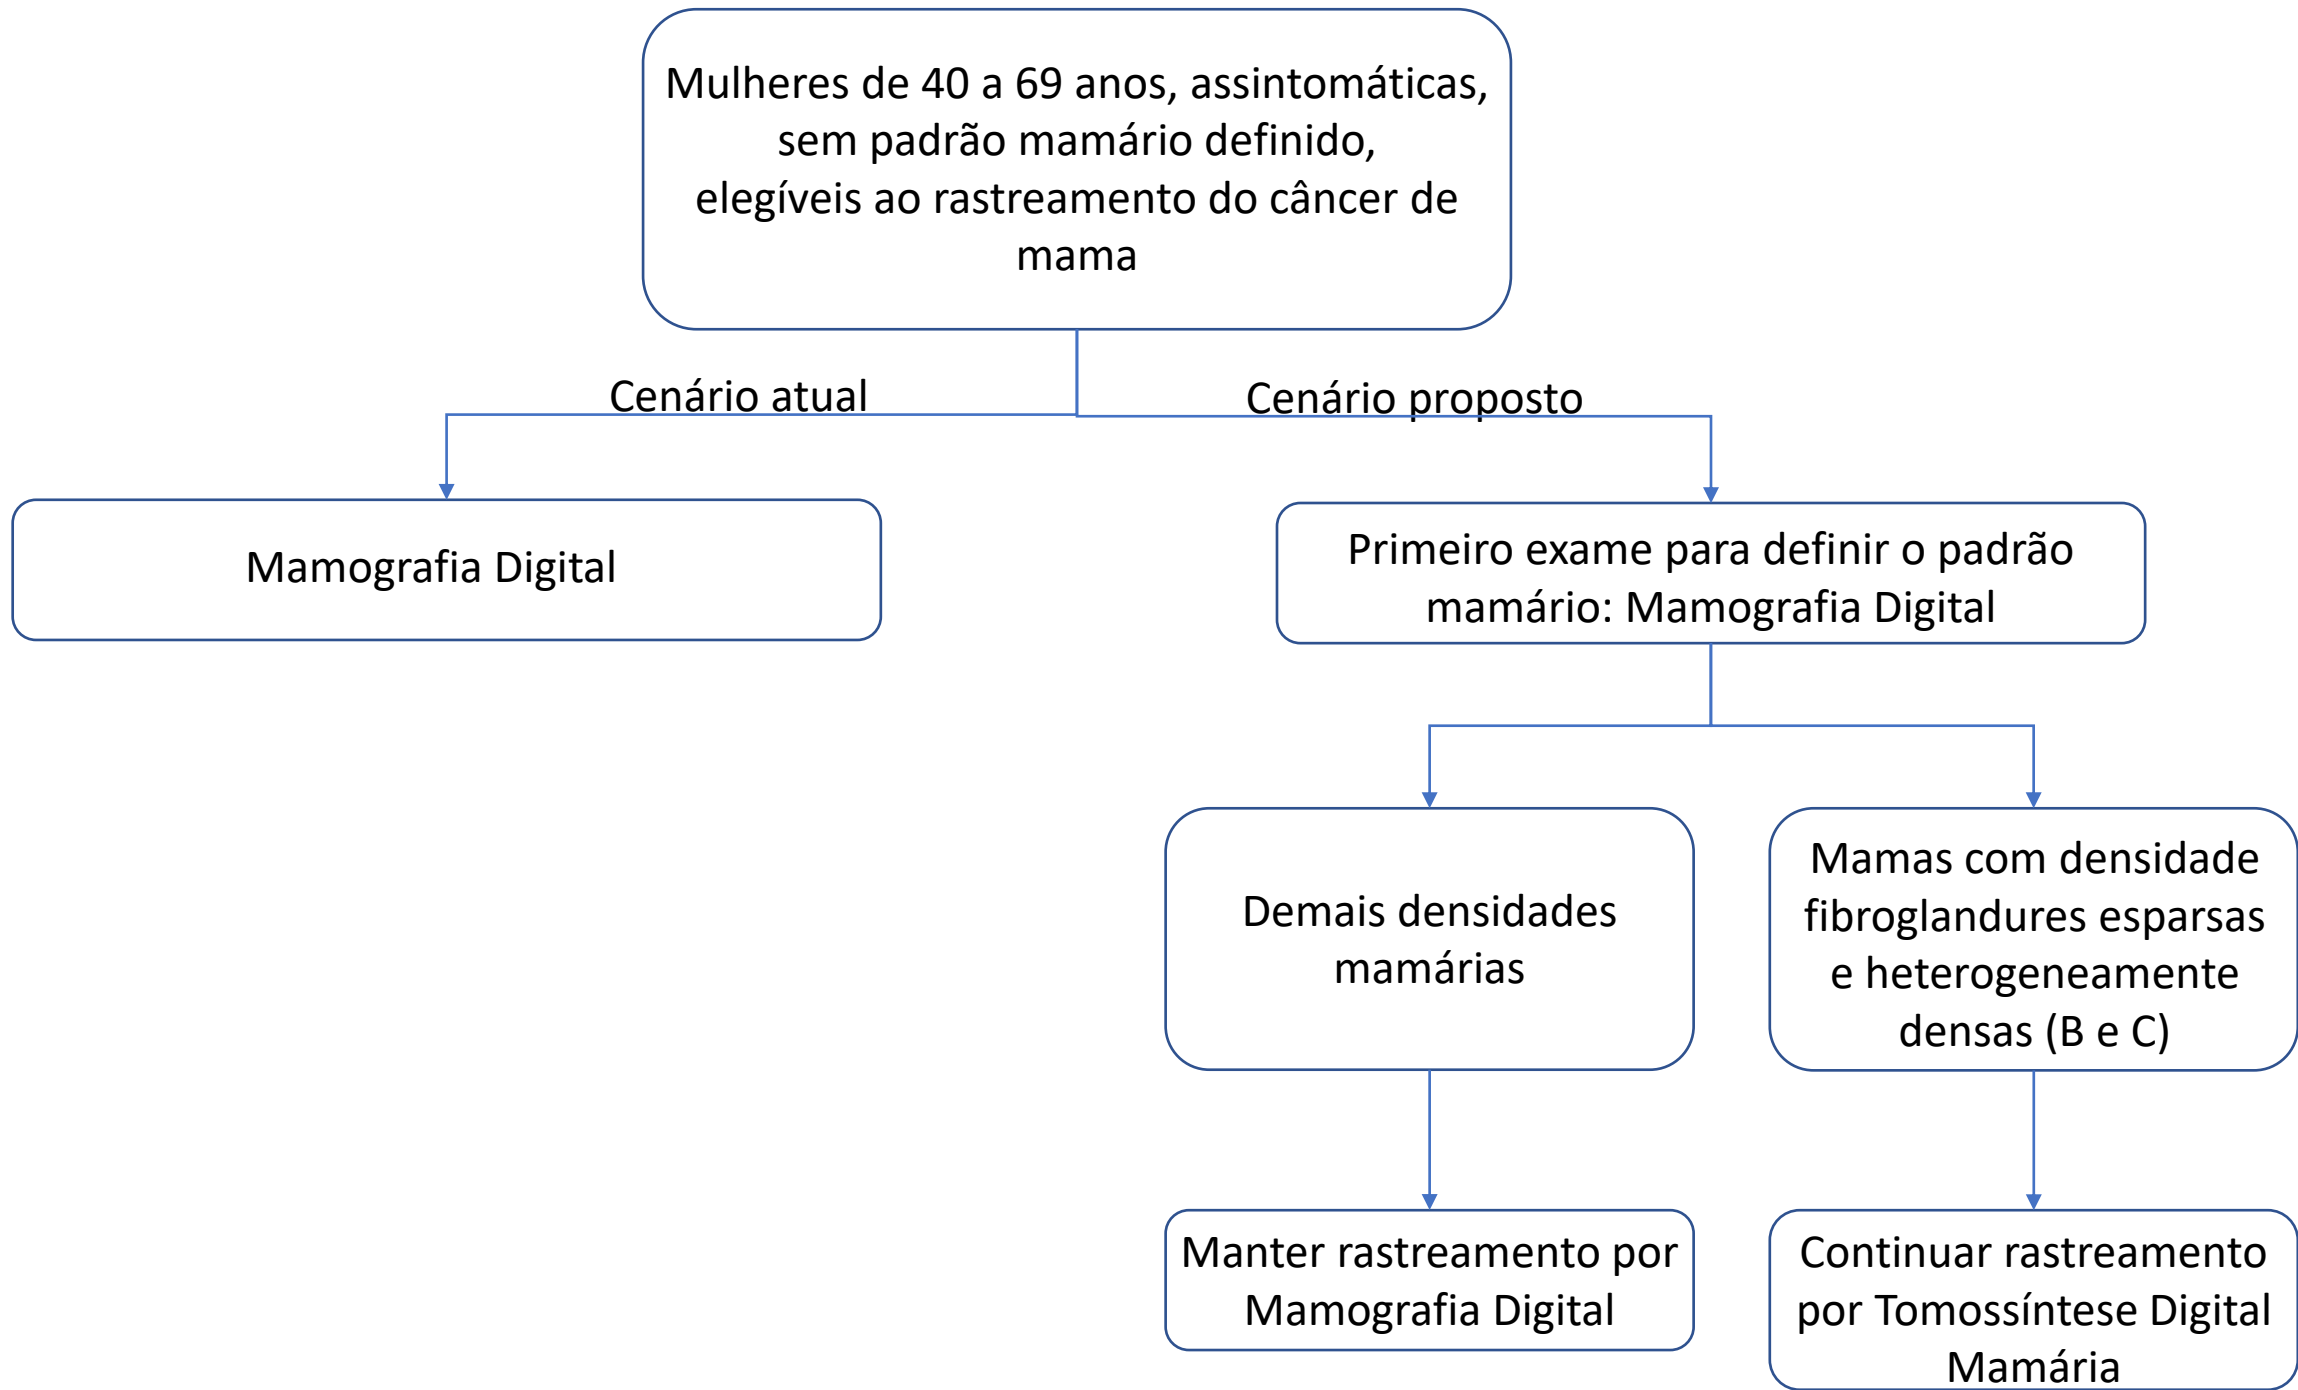 Mulheres de 40 a 69 anos, assintomáticas,
sem padrão mamário definido,
elegíveis ao rastreamento do câncer de
mama
Cenário atual
Cenário proposto
Mamografia Digital
Primeiro exame para definir o padrão
mamário: Mamografia Digital
Demais densidades
mamárias
Mamas com densidade
fibroglandures esparsas
e heterogeneamente
densas (B e C)
Manter rastreamento por
Mamografia Digital
Continuar rastreamento
por Tomossíntese Digital
Mamária